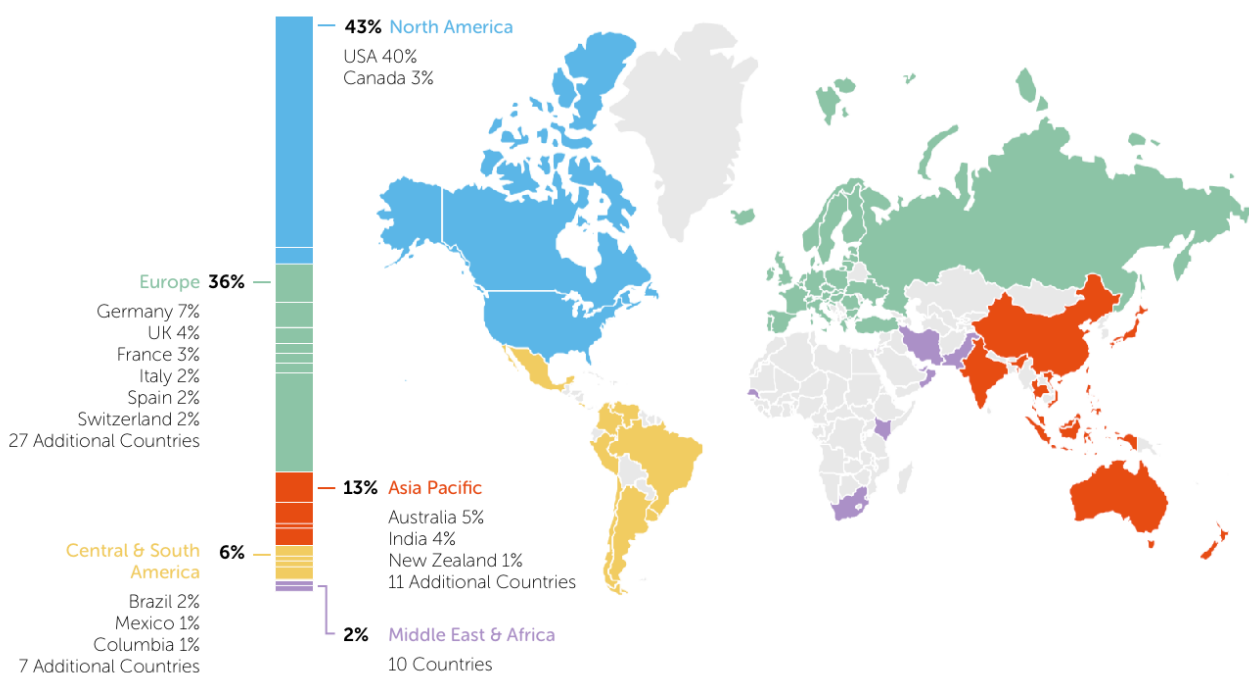 43% North America
USA 40%
Canada 3%
Europe 36%
Germany 7%
UK 4%
France 3%
Italy 2%
Spain 2%
Switzerland 2%
27 Additional Countries
13% Asia Pacific
Australia 5%
India 4%
New Zealand 1%
11 Additional Countries
Central & South 6%
America
Brazil 2%
Mexico 1%
Columbia 1%
7 Additional Countries
2% Middle East & Africa
10 Countries